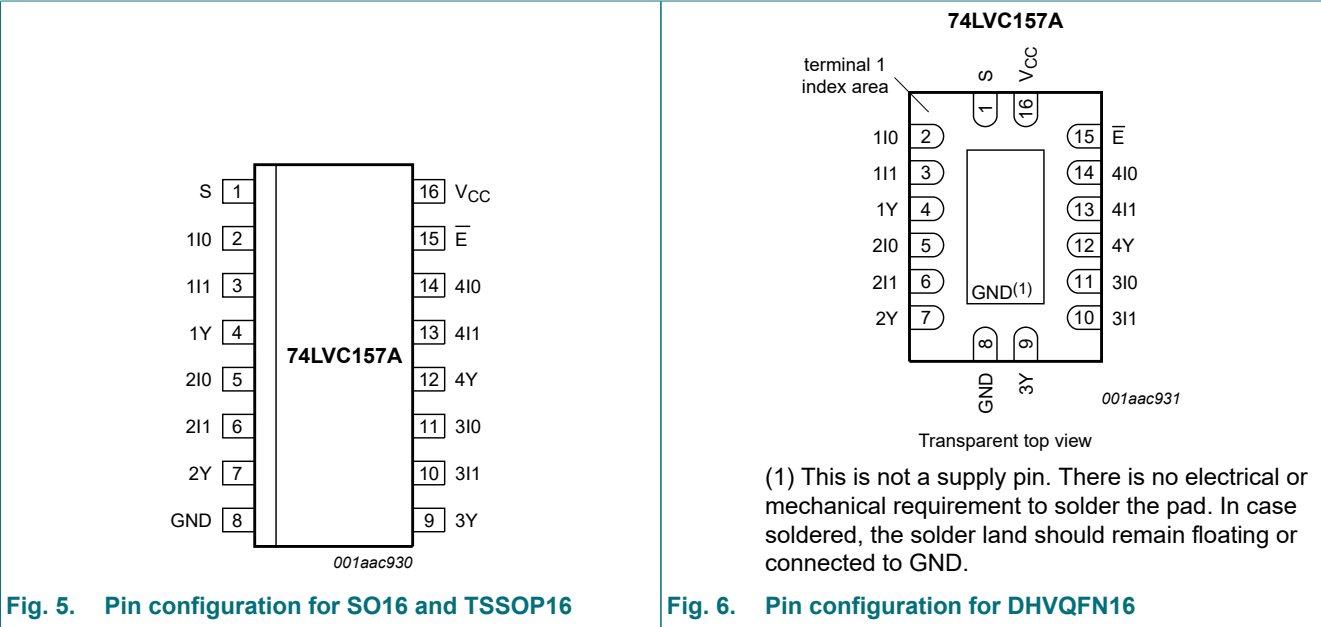 S 1
1I0 2
1I1 3
1Y 4
2I0 5
2I1 6
2Y 7
GND 8
74LVC157A
16 VCC
15 E̅
14 4I0
13 4I1
12 4Y
11 3I0
10 3I1
9 3Y
001aac930
Fig. 5. Pin configuration for SO16 and TSSOP16
74LVC157A
terminal 1
index area
S
VCC
1
16
1I0 2
1I1 3
1Y 4
2I0 5
2I1 6
2Y 7
15 E̅
14 4I0
13 4I1
12 4Y
11 3I0
10 3I1
GND(1)
8
9
GND
3Y
001aac931
Transparent top view
(1) This is not a supply pin. There is no electrical or
mechanical requirement to solder the pad. In case
soldered, the solder land should remain floating or
connected to GND.
Fig. 6. Pin configuration for DHVQFN16